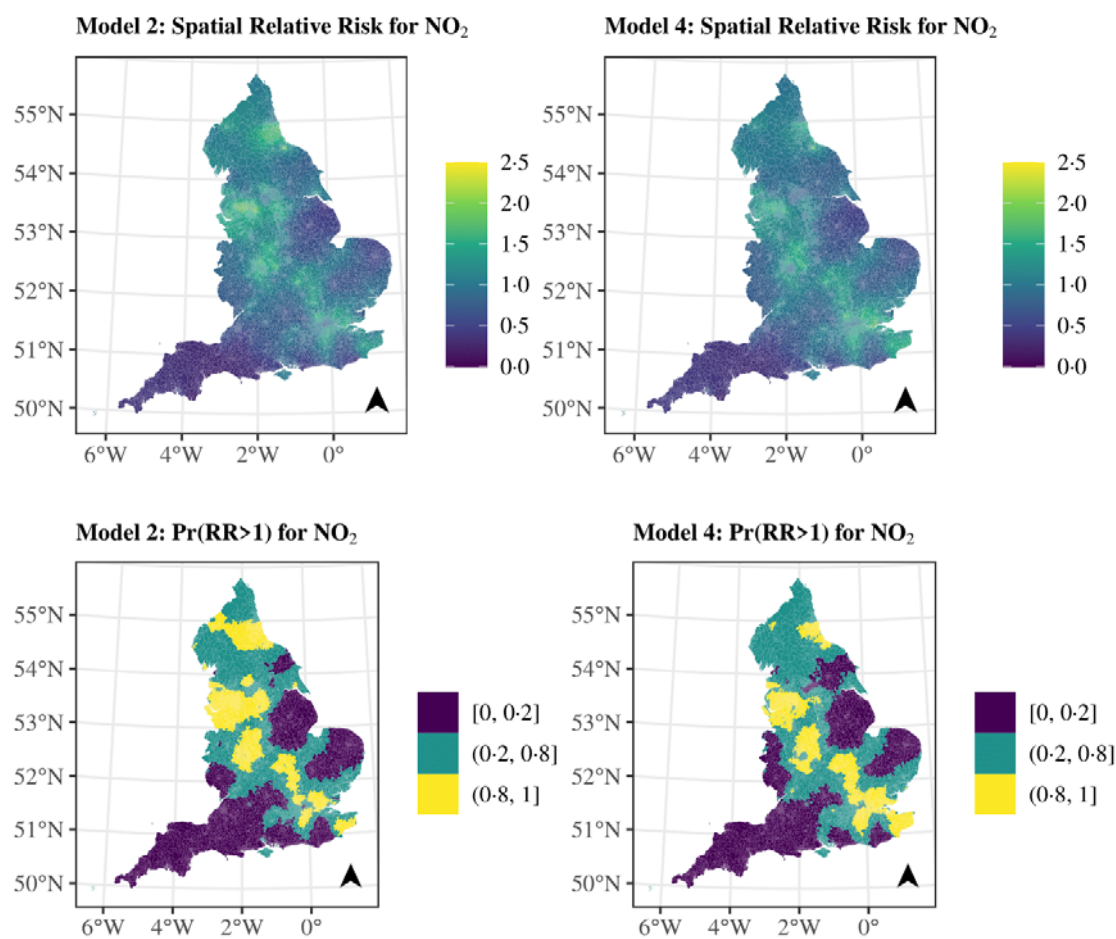 Model 2: Spatial Relative Risk for NO₂
55°N
54°N
53°N
52°N
51°N
50°N
6°W 4°W 2°W 0°
2·5
2·0
1·5
1·0
0·5
0·0
Model 4: Spatial Relative Risk for NO₂
55°N
54°N
53°N
52°N
51°N
50°N
6°W 4°W 2°W 0°
2·5
2·0
1·5
1·0
0·5
0·0
Model 2: Pr(RR>1) for NO₂
55°N
54°N
53°N
52°N
51°N
50°N
6°W 4°W 2°W 0°
[0, 0·2]
(0·2, 0·8]
(0·8, 1]
Model 4: Pr(RR>1) for NO₂
55°N
54°N
53°N
52°N
51°N
50°N
6°W 4°W 2°W 0°
[0, 0·2]
(0·2, 0·8]
(0·8, 1]